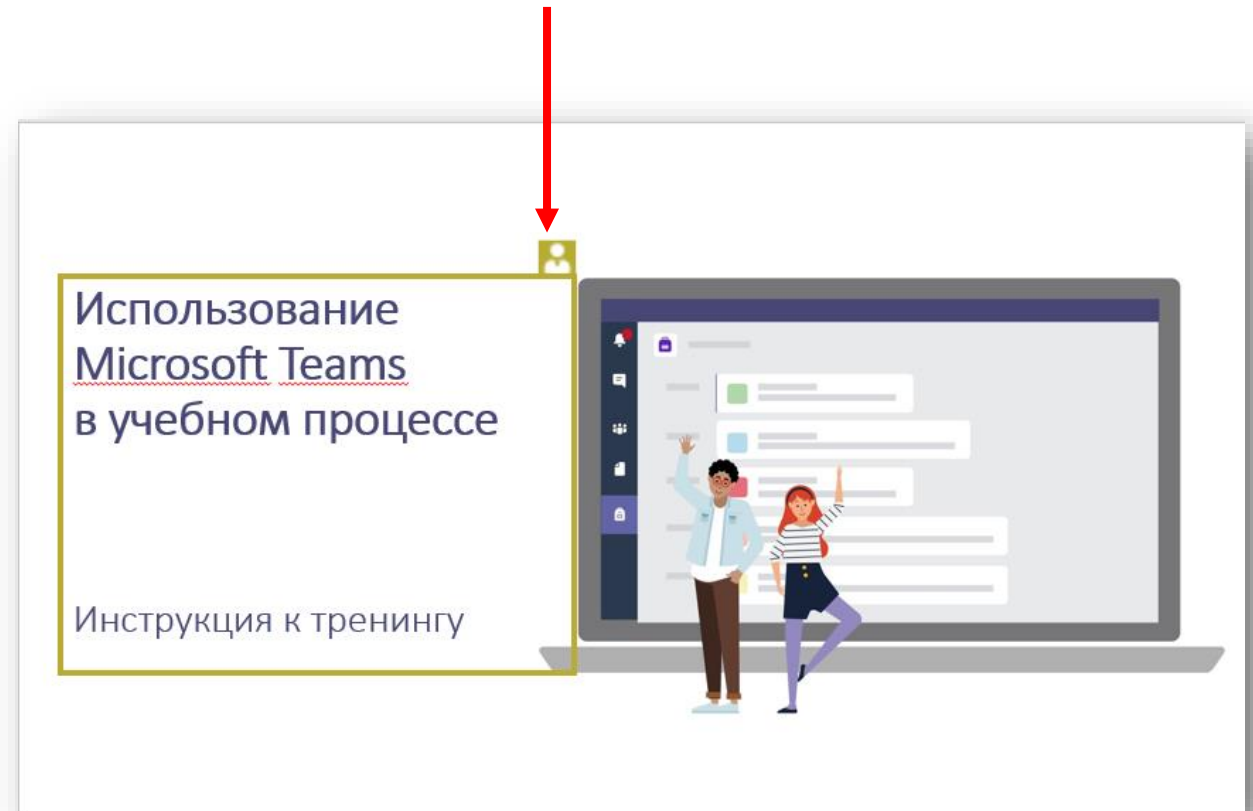 Использование
Microsoft Teams
в учебном процессе
Инструкция к тренингу